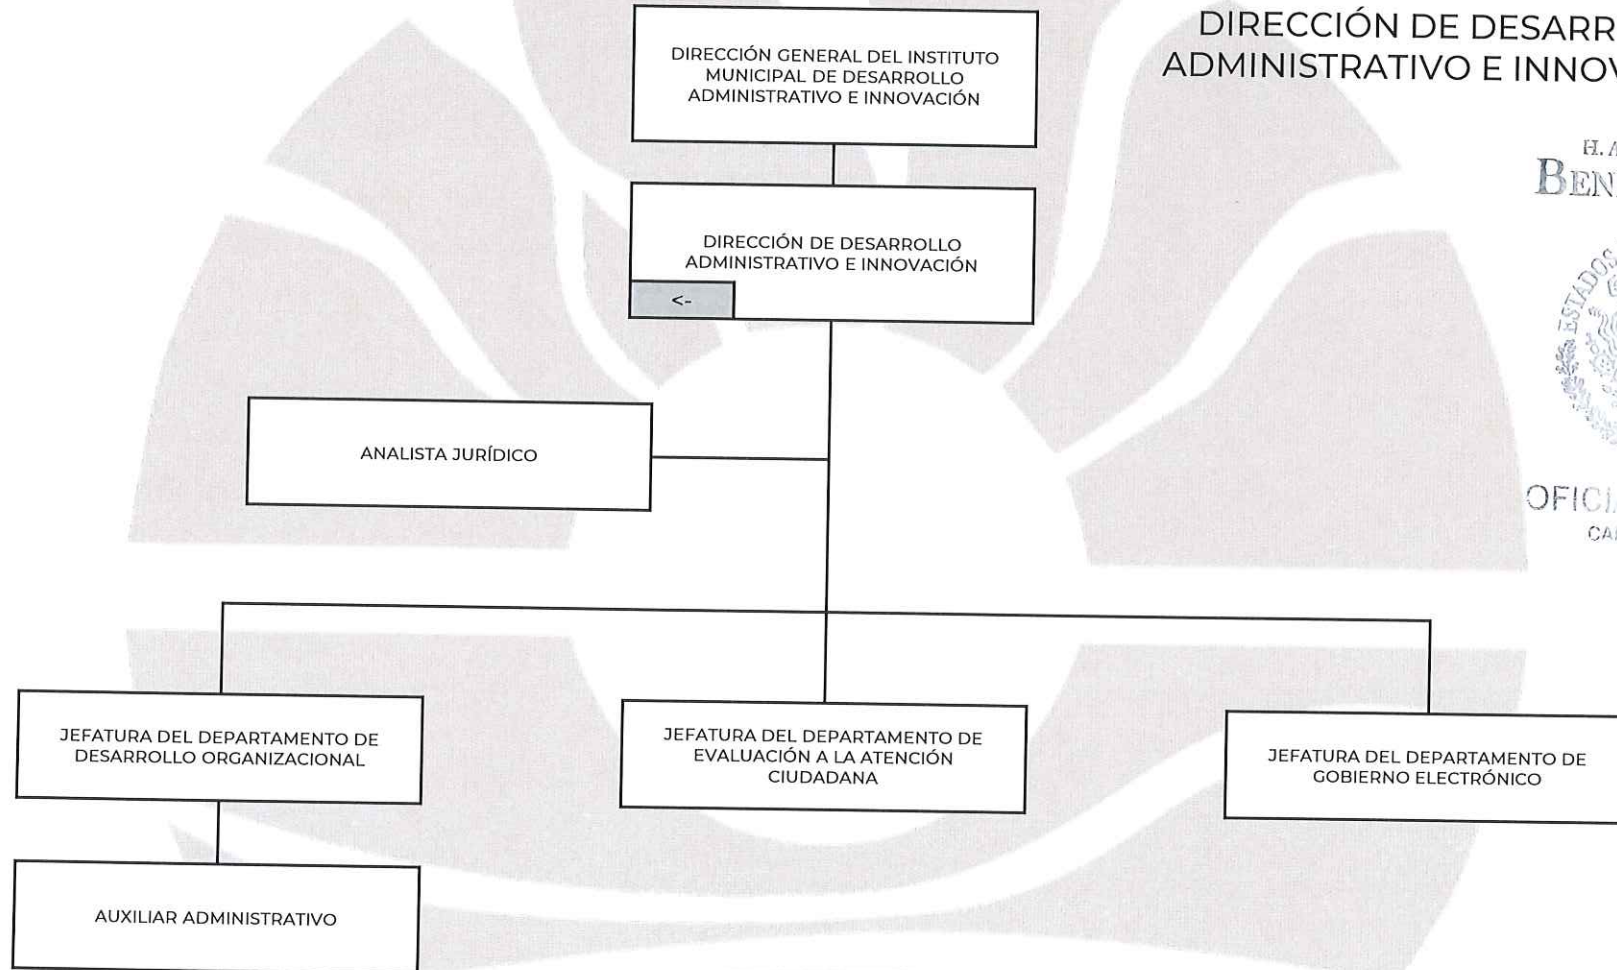 DIRECCIÓN DE DESARR
ADMINISTRATIVO E INNOV
DIRECCIÓN GENERAL DEL INSTITUTO
MUNICIPAL DE DESARROLLO
ADMINISTRATIVO E INNOVACIÓN
H. A
BEN
DIRECCIÓN DE DESARROLLO
ADMINISTRATIVO E INNOVACIÓN
<-
ESTADOS
ANALISTA JURÍDICO
OFICI
CA
JEFATURA DEL DEPARTAMENTO DE
DESARROLLO ORGANIZACIONAL
JEFATURA DEL DEPARTAMENTO DE
EVALUACIÓN A LA ATENCIÓN
CIUDADANA
JEFATURA DEL DEPARTAMENTO DE
GOBIERNO ELECTRÓNICO
AUXILIAR ADMINISTRATIVO